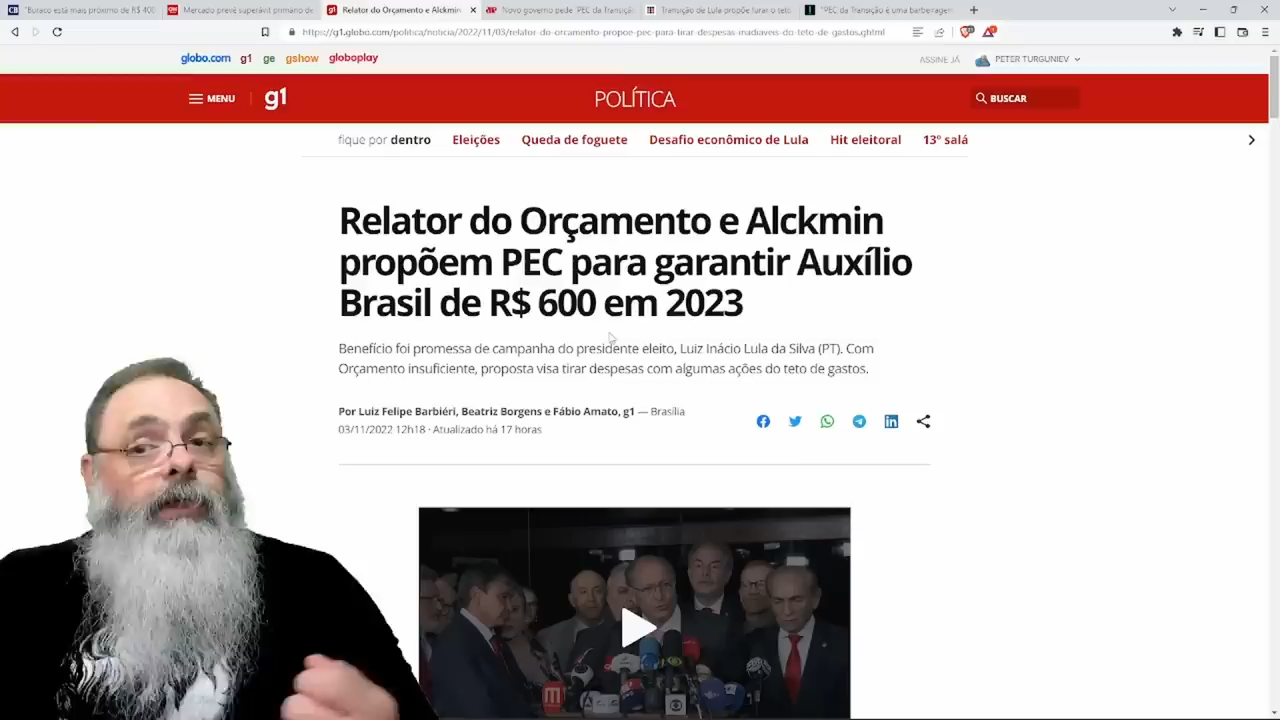 "Buraco está mais próximo de R$ 400
Mercado prevê superávit primário de
Relator do Orçamento e Alckmin
Novo governo pede 'PEC da Transiçã
Transição de Lula propõe furar o teto
"PEC da Transição é uma barbeiragem
https://g1.globo.com/politica/noticia/2022/11/03/relator-do-orcamento-propoe-pec-para-tirar-despesas-inadiaveis-do-teto-de-gastos.ghtml
globo.com g1 ge gshow globoplay
ASSINE JÁ PETER TURGUNIEV
MENU g1 POLÍTICA BUSCAR
fique por dentro Eleições Queda de foguete Desafio econômico de Lula Hit eleitoral 13º salá
Relator do Orçamento e Alckmin
propõem PEC para garantir Auxílio
Brasil de R$ 600 em 2023
Benefício foi promessa de campanha do presidente eleito, Luiz Inácio Lula da Silva (PT). Com
Orçamento insuficiente, proposta visa tirar despesas com algumas ações do teto de gastos.
Por Luiz Felipe Barbiéri, Beatriz Borgens e Fábio Amato, g1 — Brasília
03/11/2022 12h18 · Atualizado há 17 horas